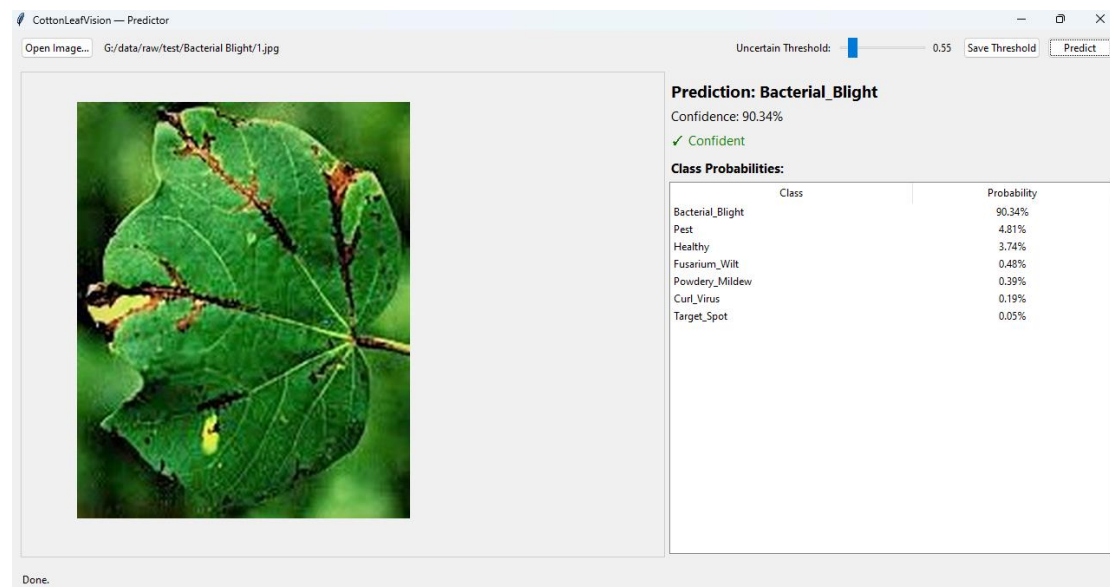 CottonLeafVision — Predictor
Open Image... G:/data/raw/test/Bacterial Blight/1.jpg Uncertain Threshold: 0.55 Save Threshold Predict
Prediction: Bacterial_Blight
Confidence: 90.34%
✓ Confident
Class Probabilities:
Class Probability
Bacterial_Blight 90.34%
Pest 4.81%
Healthy 3.74%
Fusarium_Wilt 0.48%
Powdery_Mildew 0.39%
Curl_Virus 0.19%
Target_Spot 0.05%
Done.